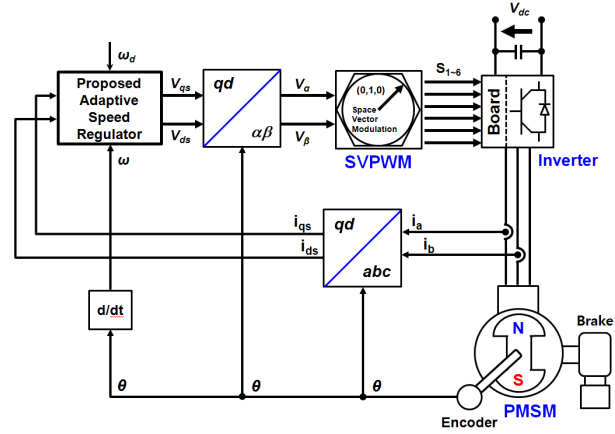 V_dc
ω_d
Proposed
Adaptive
Speed
Regulator
ω
V_qs
V_ds
qd
αβ
V_α
V_β
(0,1,0)
Space
Vector
Modulation
SVPWM
S_1~6
Board
Inverter
i_qs
i_ds
qd
abc
i_a
i_b
d/dt
θ
θ
θ
N
S
Brake
PMSM
Encoder